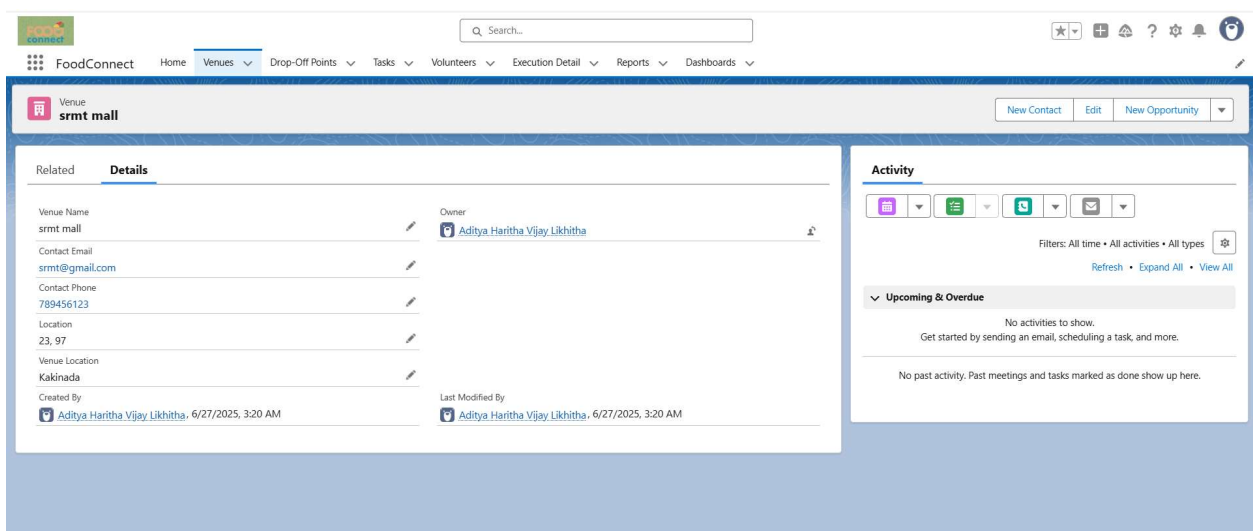 FOOD
connect
Search...
FoodConnect Home Venues Drop-Off Points Tasks Volunteers Execution Detail Reports Dashboards
Venue
srmt mall
New Contact Edit New Opportunity
Related Details
Venue Name
srmt mall
Owner
Aditya Haritha Vijay Likhitha
Contact Email
srmt@gmail.com
Contact Phone
789456123
Location
23, 97
Venue Location
Kakinada
Created By
Aditya Haritha Vijay Likhitha, 6/27/2025, 3:20 AM
Last Modified By
Aditya Haritha Vijay Likhitha, 6/27/2025, 3:20 AM
Activity
Filters: All time • All activities • All types
Refresh • Expand All • View All
Upcoming & Overdue
No activities to show.
Get started by sending an email, scheduling a task, and more.
No past activity. Past meetings and tasks marked as done show up here.